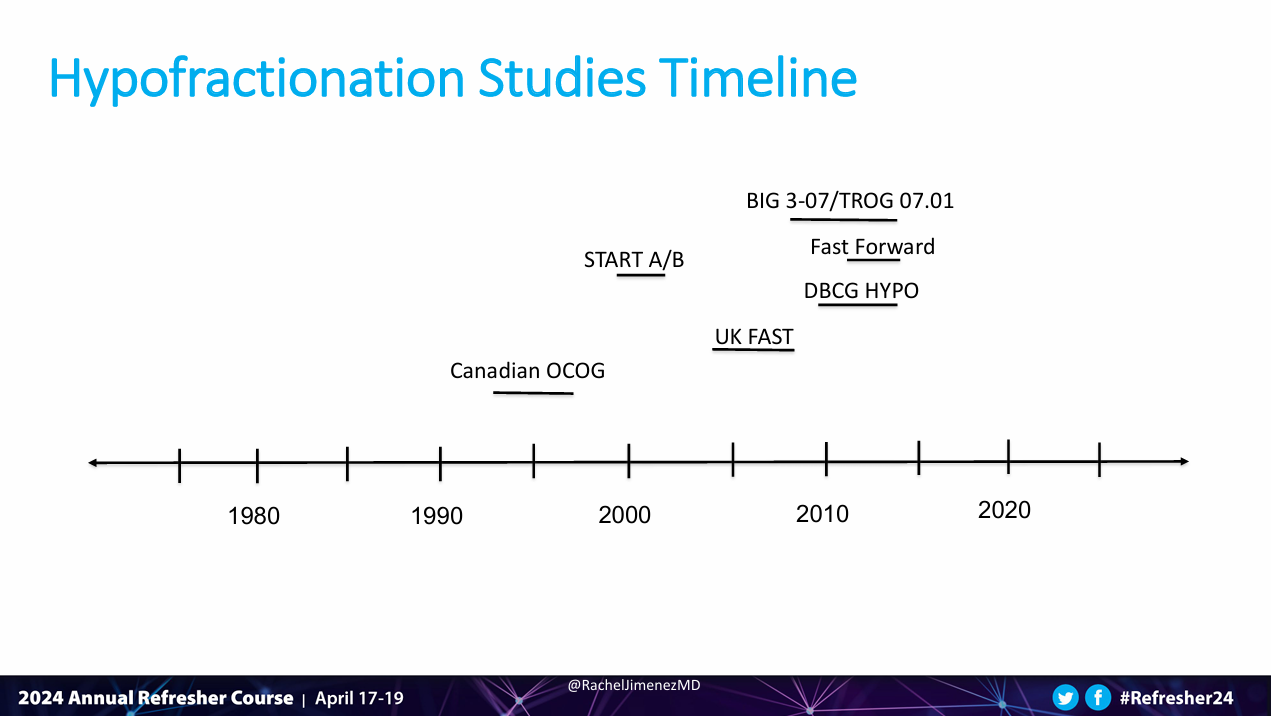 Hypofractionation Studies Timeline
BIG 3-07/TROG 07.01
Fast Forward
START A/B
DBCG HYPO
UK FAST
Canadian OCOG
1980
1990
2000
2010
2020
2024 Annual Refresher Course | April 17-19
@RachelJimenezMD
#Refresher24